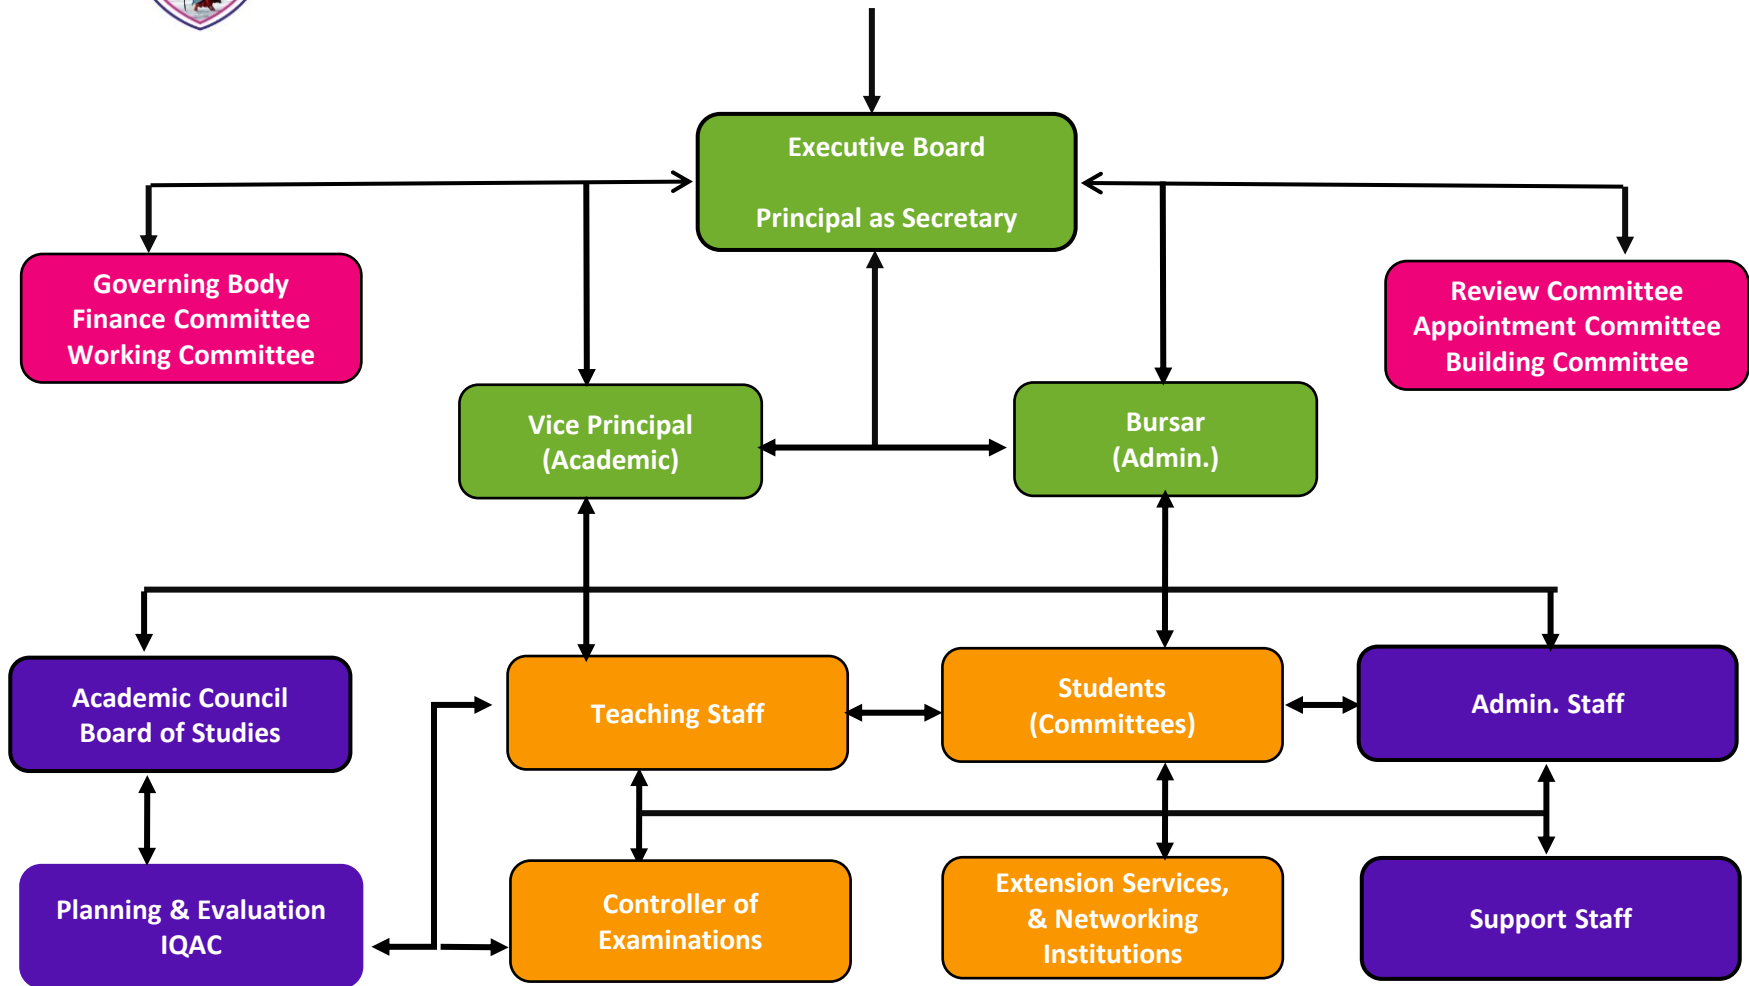 Executive Board
Principal as Secretary
Governing Body
Finance Committee
Working Committee
Review Committee
Appointment Committee
Building Committee
Vice Principal
(Academic)
Bursar
(Admin.)
Academic Council
Board of Studies
Teaching Staff
Students
(Committees)
Admin. Staff
Planning & Evaluation
IQAC
Controller of
Examinations
Extension Services,
& Networking
Institutions
Support Staff